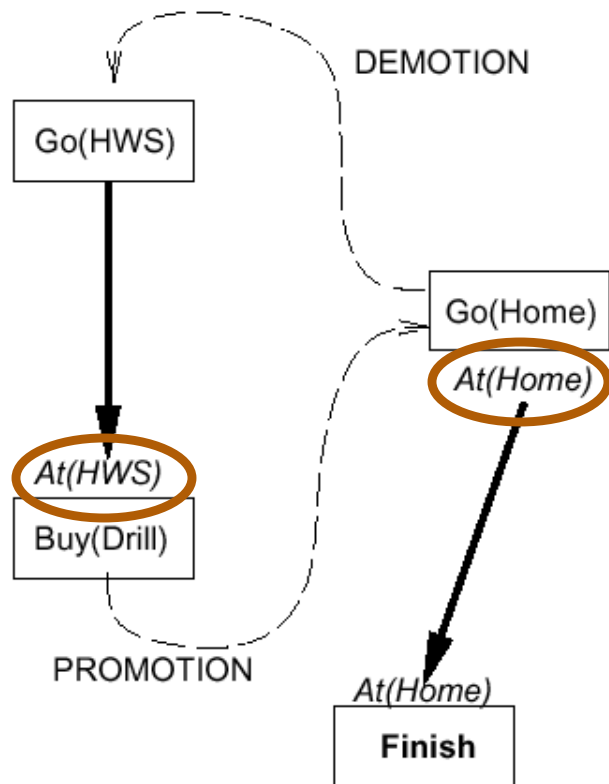 DEMOTION
Go(HWS)
Go(Home)
At(Home)
At(HWS)
Buy(Drill)
PROMOTION
At(Home)
Finish